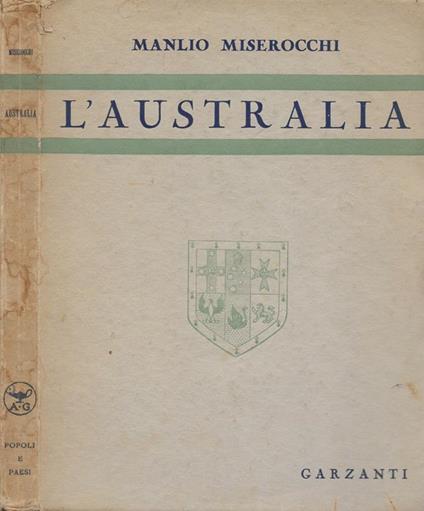 MISEROCCHI
AUSTRALIA
A-G
POPOLI
E
PAESI
MANLIO MISEROCCHI
L'AUSTRALIA
GARZANTI